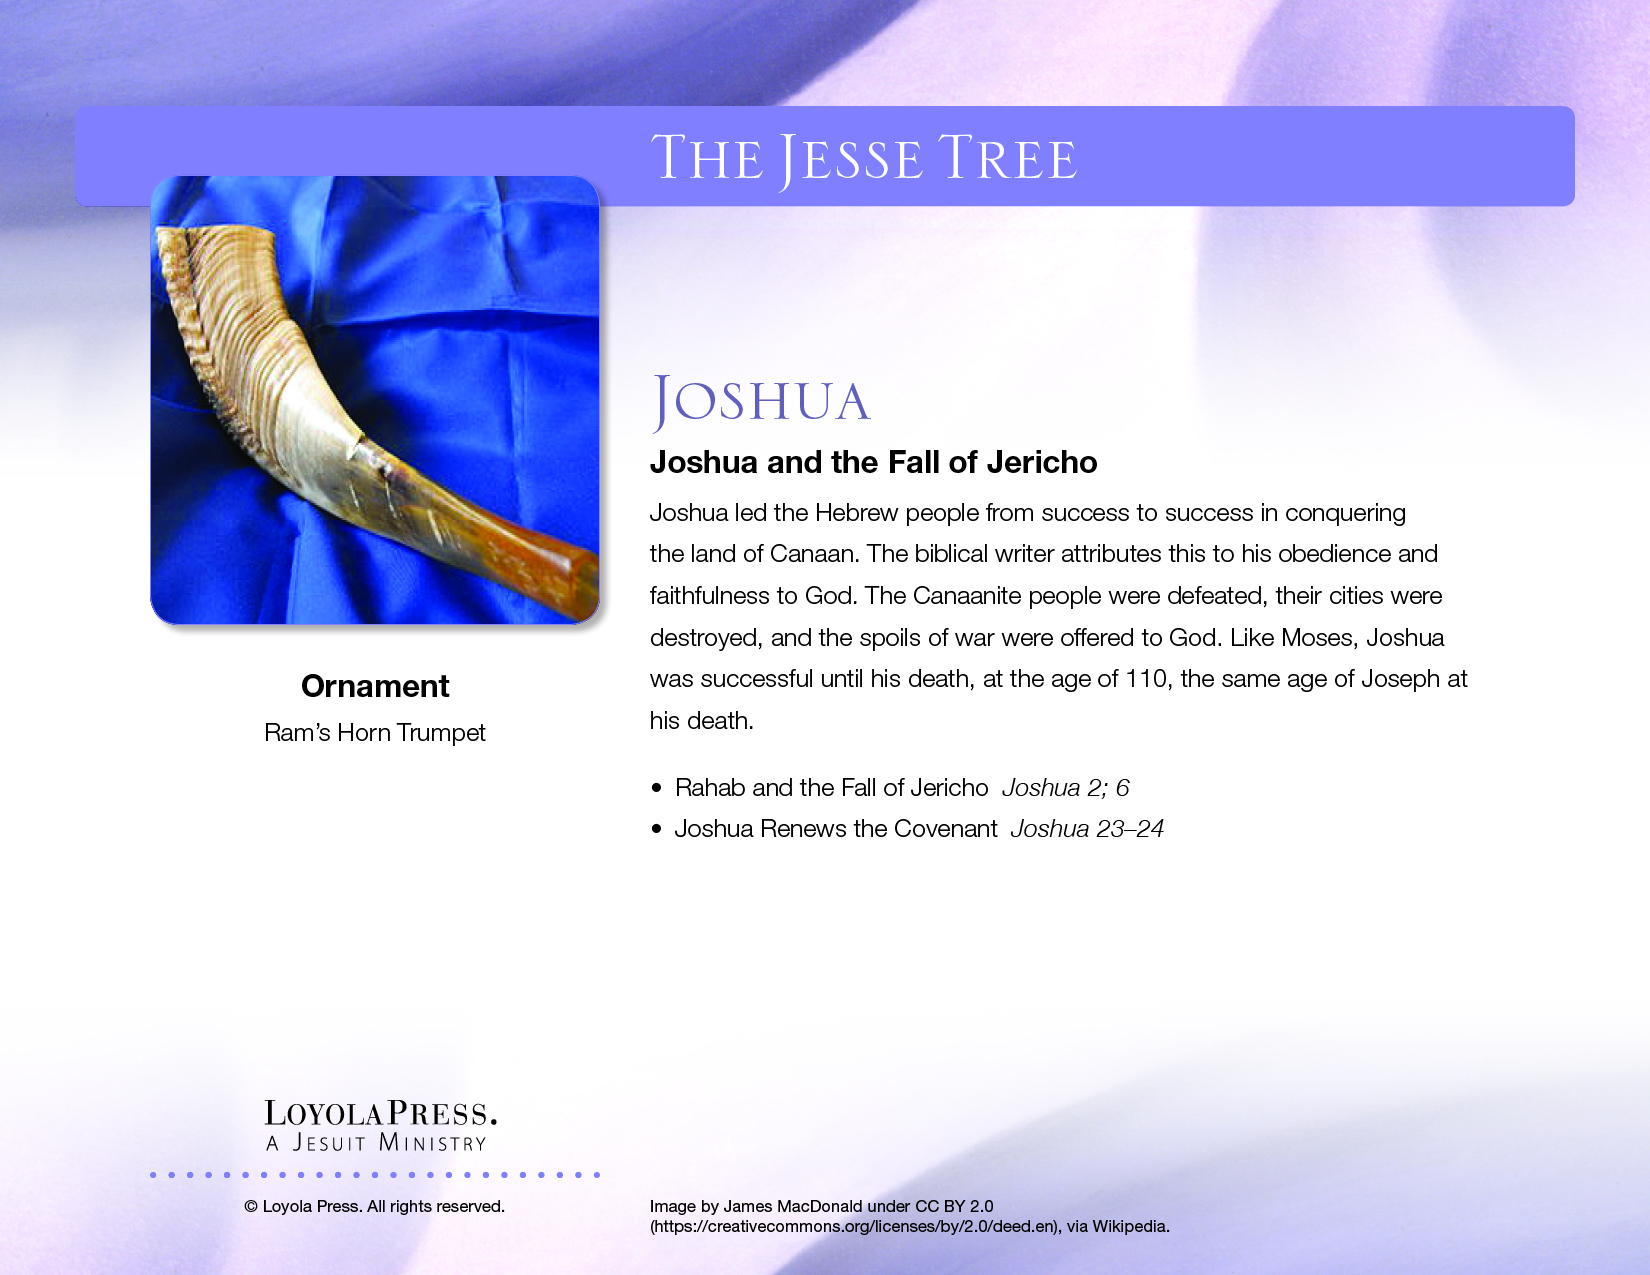 The Jesse Tree
Ornament
Ram’s Horn Trumpet
Joshua
Joshua and the Fall of Jericho
Joshua led the Hebrew people from success to success in conquering
the land of Canaan. The biblical writer attributes this to his obedience and
faithfulness to God. The Canaanite people were defeated, their cities were
destroyed, and the spoils of war were offered to God. Like Moses, Joshua
was successful until his death, at the age of 110, the same age of Joseph at
his death.
• Rahab and the Fall of Jericho Joshua 2; 6
• Joshua Renews the Covenant Joshua 23–24
LoyolaPress.
A Jesuit Ministry
© Loyola Press. All rights reserved.
Image by James MacDonald under CC BY 2.0
(https://creativecommons.org/licenses/by/2.0/deed.en), via Wikipedia.